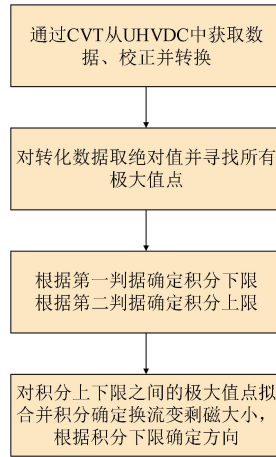 通过CVT从UHVDC中获取数
据、校正并转换
对转化数据取绝对值并寻找所有
极大值点
根据第一判据确定积分下限
根据第二判据确定积分上限
对积分上下限之间的极大值点拟
合并积分确定换流变剩磁大小，
根据积分下限确定方向